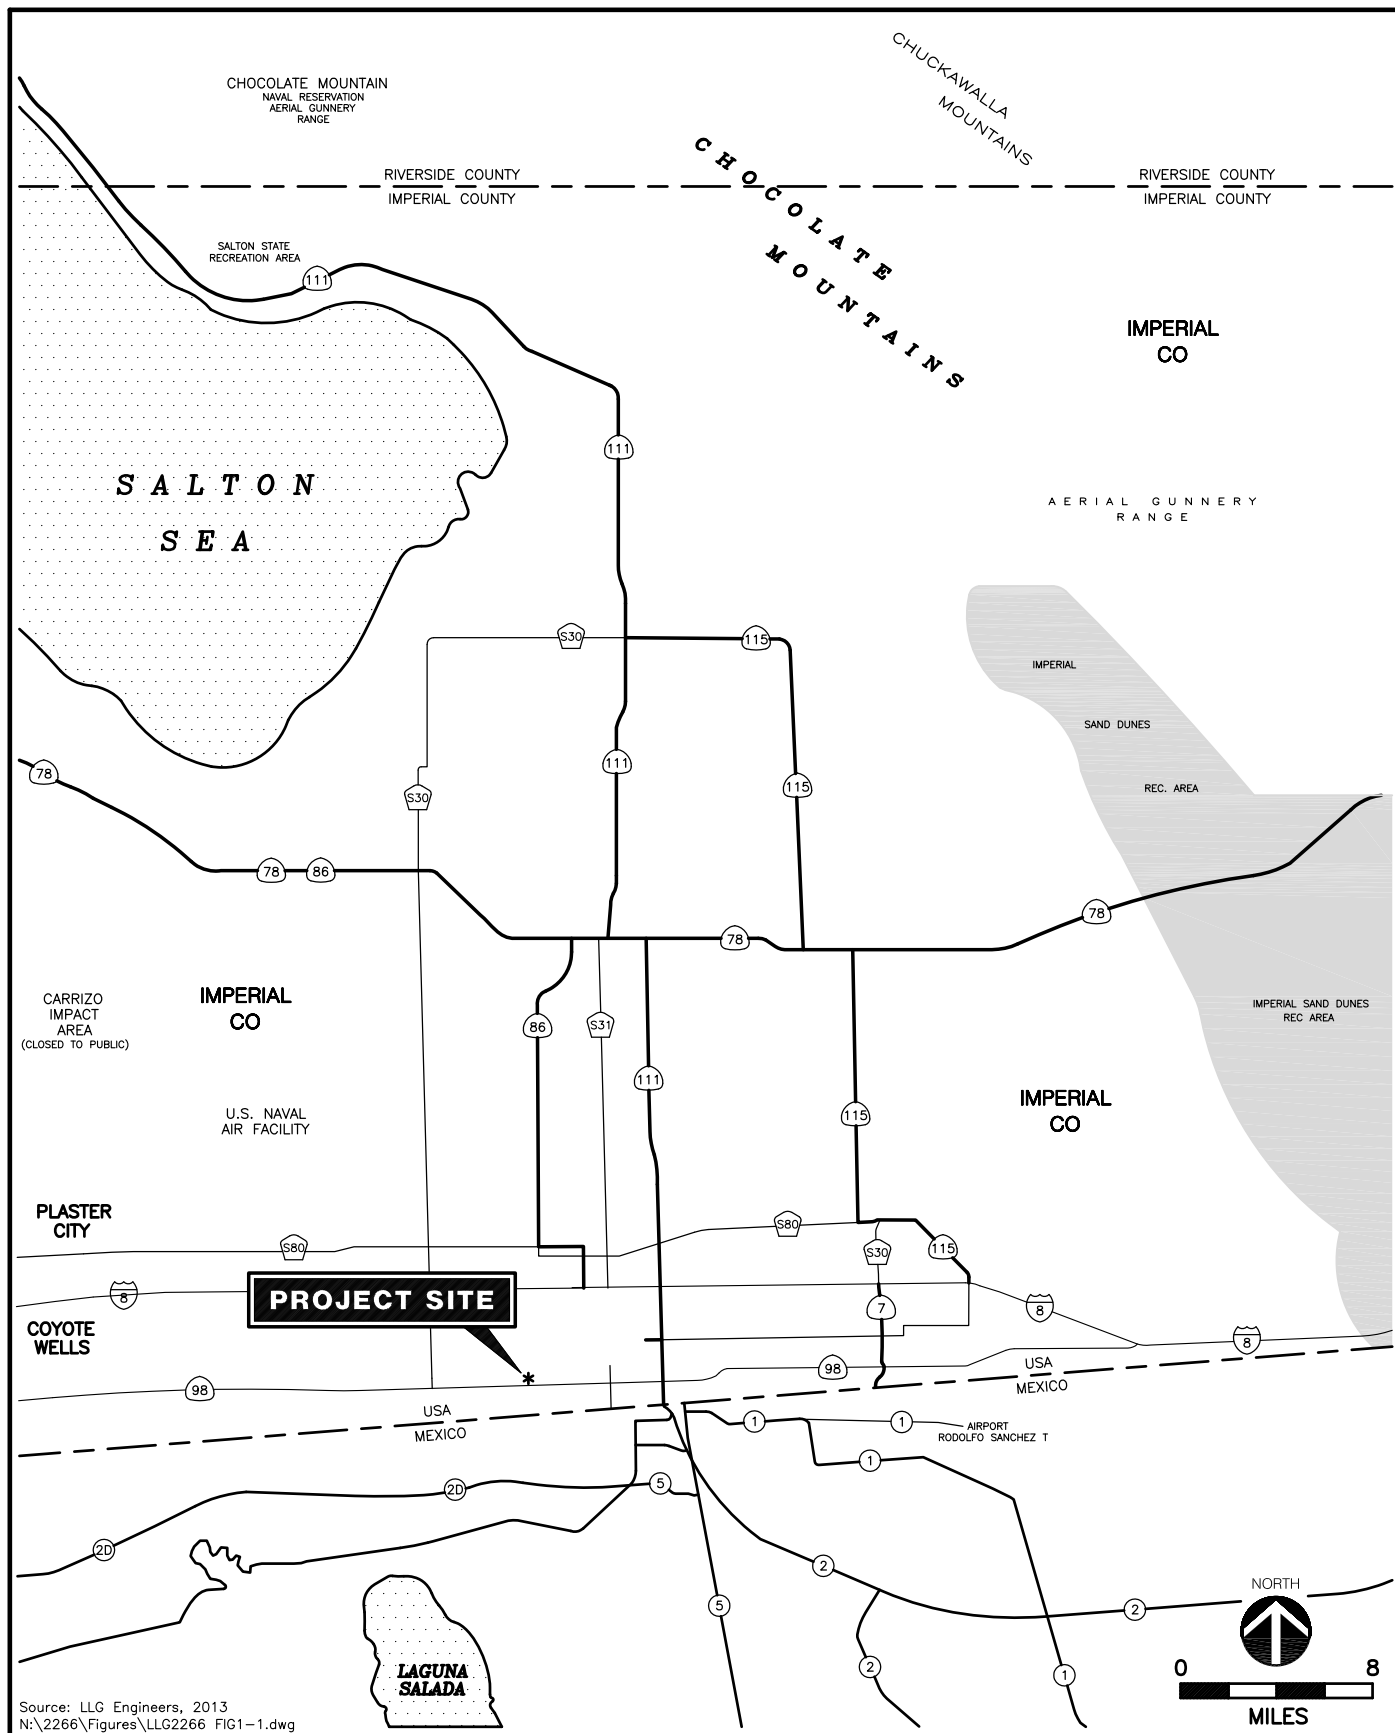 CHUCKAWALLA
MOUNTAINS
CHOCOLATE MOUNTAIN
NAVAL RESERVATION
AERIAL GUNNERY
RANGE
CHOCOLATE
MOUNTAINS
RIVERSIDE COUNTY
IMPERIAL COUNTY
RIVERSIDE COUNTY
IMPERIAL COUNTY
SALTON STATE
RECREATION AREA
111
IMPERIAL
CO
111
SALTON
SEA
AERIAL GUNNERY
RANGE
S30
115
IMPERIAL
SAND DUNES
REC. AREA
78
111
S30
115
78
86
78
78
CARRIZO
IMPACT
AREA
(CLOSED TO PUBLIC)
IMPERIAL
CO
86
S31
IMPERIAL SAND DUNES
REC AREA
111
U.S. NAVAL
AIR FACILITY
115
IMPERIAL
CO
PLASTER
CITY
S80
S80
S30
115
8
PROJECT SITE
7
8
8
COYOTE
WELLS
98
98
USA
MEXICO
USA
MEXICO
1
1
AIRPORT
RODOLFO SANCHEZ T
1
2D
5
2D
2
5
2
2
1
NORTH
LAGUNA
SALADA
0
8
MILES
Source: LLG Engineers, 2013
N:\2266\Figures\LLG2266 FIG1-1.dwg